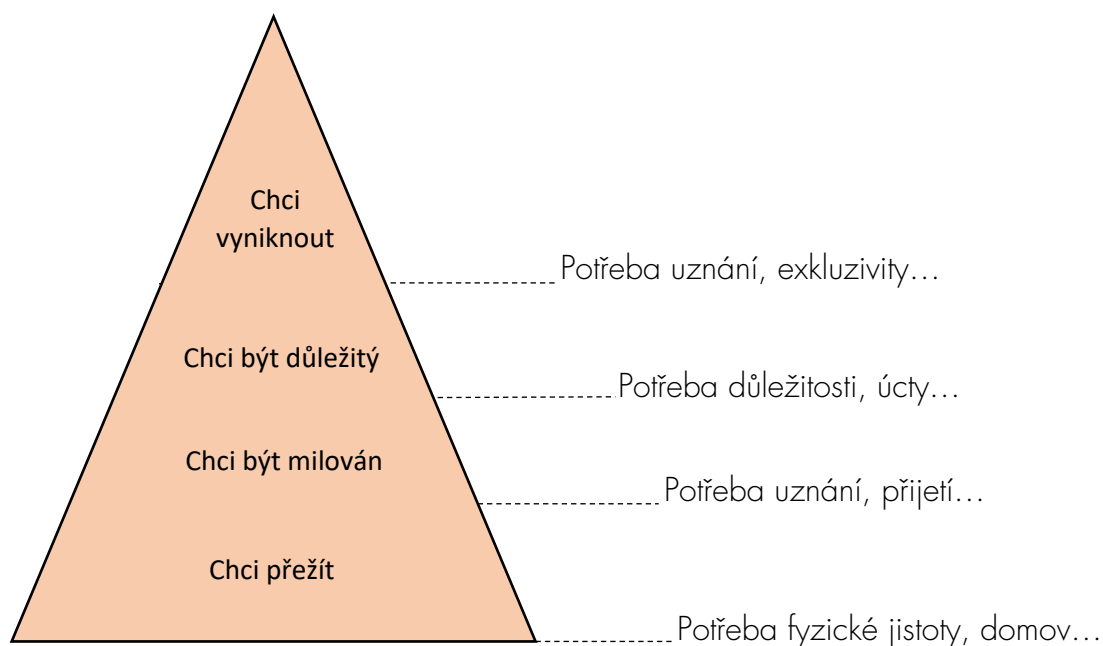 Chci
vyniknout
Potřeba uznání, exkluzivity...
Chci být důležitý
Potřeba důležitosti, úcty...
Chci být milován
Potřeba uznání, přijetí...
Chci přežít
Potřeba fyzické jistoty, domov...